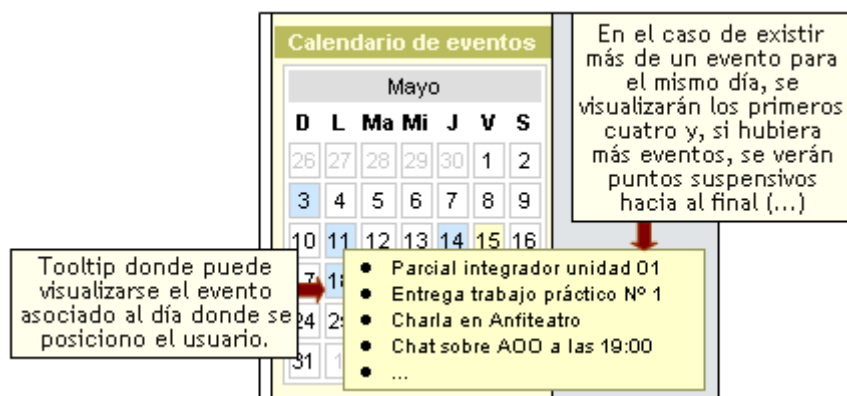 Calendario de eventos
Mayo
D L Ma Mi J V S
26 27 28 29 30 1 2
3 4 5 6 7 8 9
10 11 12 13 14 15 16
24
31
En el caso de existir
más de un evento para
el mismo día, se
visualizarán los primeros
cuatro y, si hubiera
más eventos, se verán
puntos suspensivos
hacia al final (...)
Tooltip donde puede
visualizarse el evento
asociado al día donde se
posiciono el usuario.
• Parcial integrador unidad 01
• Entrega trabajo práctico Nº 1
• Charla en Anfiteatro
• Chat sobre AOO a las 19:00
• ...